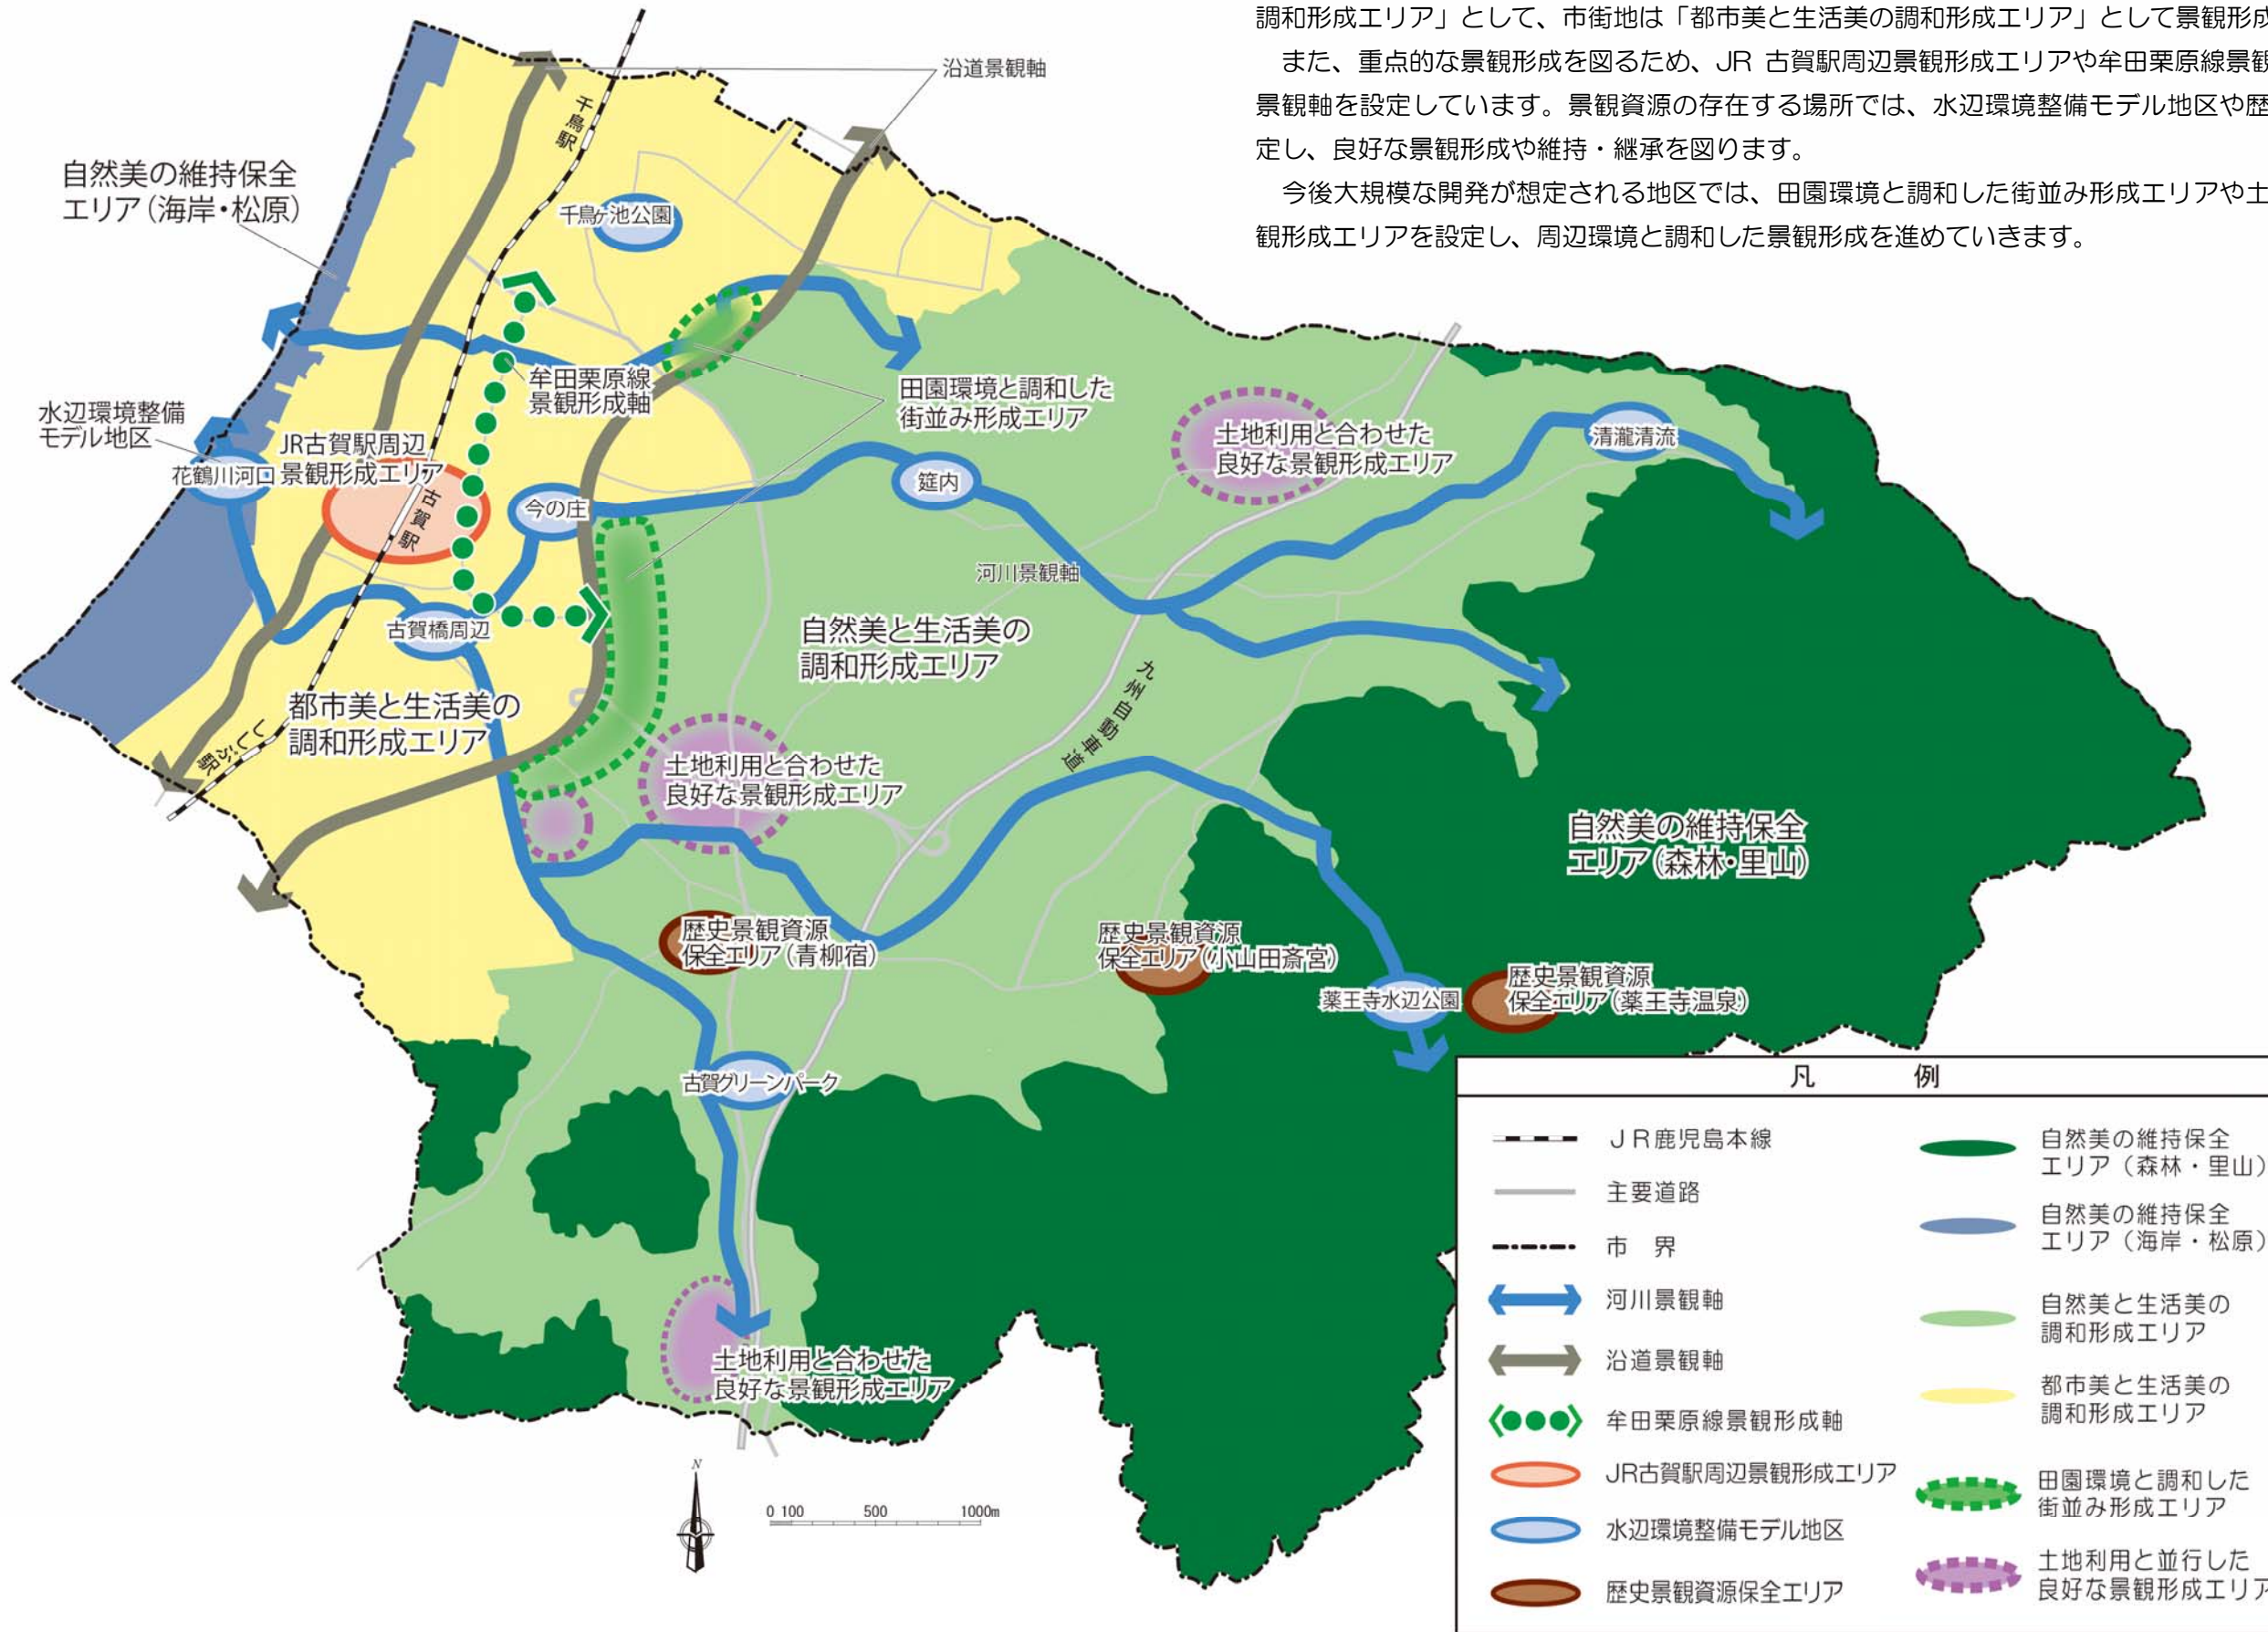 調和形成エリア」として、市街地は「都市美と生活美の調和形成エリア」として景観形成
また、重点的な景観形成を図るため、JR 古賀駅周辺景観形成エリアや牟田栗原線景観
景観軸を設定しています。景観資源の存在する場所では、水辺環境整備モデル地区や歴
定し、良好な景観形成や維持・継承を図ります。
今後大規模な開発が想定される地区では、田園環境と調和した街並み形成エリアや土
観形成エリアを設定し、周辺環境と調和した景観形成を進めていきます。
沿道景観軸
千鳥駅
自然美の維持保全
エリア（海岸・松原）
千鳥ヶ池公園
牟田栗原線
景観形成軸
田園環境と調和した
街並み形成エリア
水辺環境整備
モデル地区
JR古賀駅周辺
景観形成エリア
花鶴川河口
古賀駅
今の庄
筵内
土地利用と合わせた
良好な景観形成エリア
清瀧清流
河川景観軸
古賀橋周辺
自然美と生活美の
調和形成エリア
九州自動車道
都市美と生活美の
調和形成エリア
ししぶ駅
土地利用と合わせた
良好な景観形成エリア
自然美の維持保全
エリア（森林・里山）
歴史景観資源
保全エリア（青柳宿）
歴史景観資源
保全エリア（小山田斎宮）
薬王寺水辺公園
歴史景観資源
保全エリア（薬王寺温泉）
古賀グリーンパーク
土地利用と合わせた
良好な景観形成エリア
N
0 100 500 1000m
凡 例
ＪＲ鹿児島本線
主要道路
市 界
河川景観軸
沿道景観軸
牟田栗原線景観形成軸
JR古賀駅周辺景観形成エリア
水辺環境整備モデル地区
歴史景観資源保全エリア
自然美の維持保全
エリア（森林・里山）
自然美の維持保全
エリア（海岸・松原）
自然美と生活美の
調和形成エリア
都市美と生活美の
調和形成エリア
田園環境と調和した
街並み形成エリア
土地利用と並行した
良好な景観形成エリア